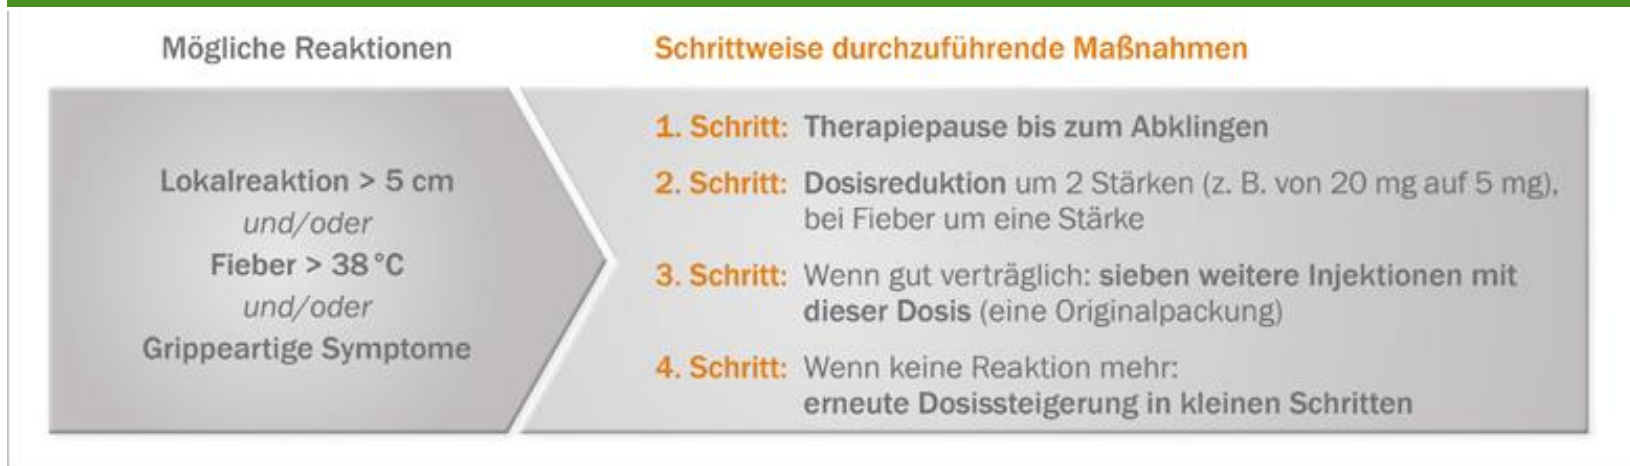 Mögliche Reaktionen
Schrittweise durchzuführende Maßnahmen
Lokalreaktion > 5 cm
und/oder
Fieber > 38 °C
und/oder
Grippeartige Symptome
1. Schritt: Therapiepause bis zum Abklingen
2. Schritt: Dosisreduktion um 2 Stärken (z. B. von 20 mg auf 5 mg),
bei Fieber um eine Stärke
3. Schritt: Wenn gut verträglich: sieben weitere Injektionen mit
dieser Dosis (eine Originalpackung)
4. Schritt: Wenn keine Reaktion mehr:
erneute Dosissteigerung in kleinen Schritten